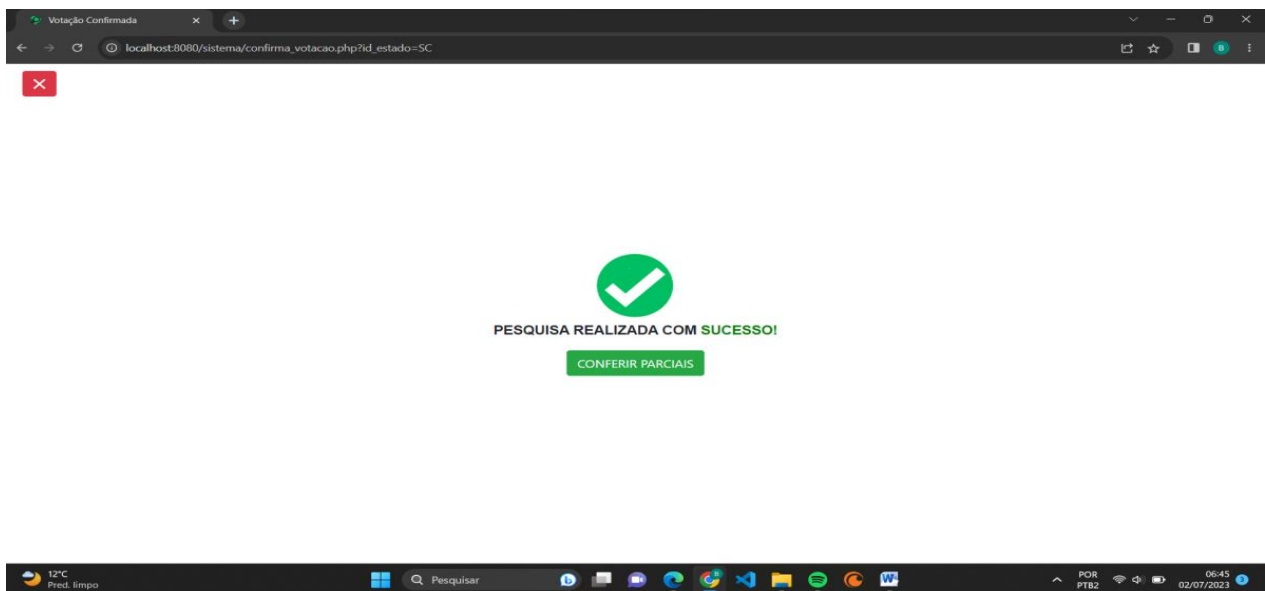 Votação Confirmada
localhost:8080/sistema/confirma_votacao.php?id_estado=SC
B
PESQUISA REALIZADA COM SUCESSO!
CONFERIR PARCIAIS
12°C
Pred. limpo
Pesquisar
POR
PTB2
06:45
02/07/2023
3